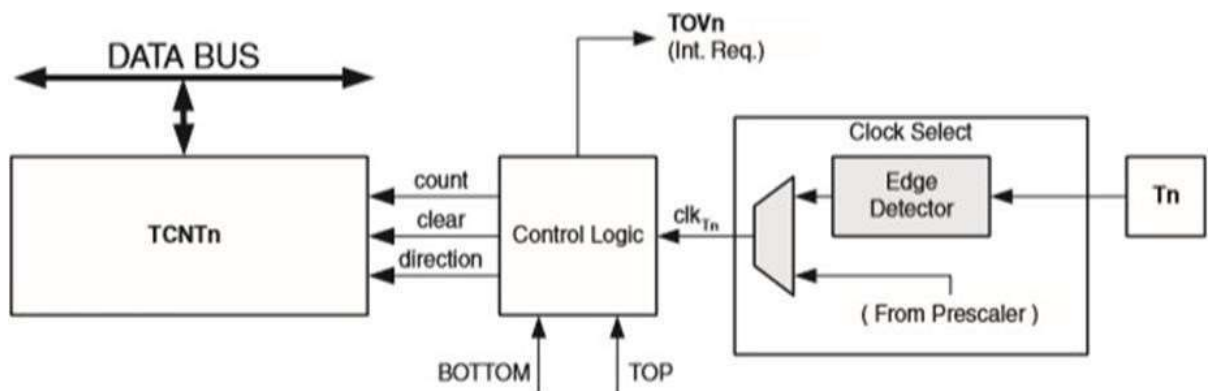 TOVn
(Int. Req.)
DATA BUS
Clock Select
count
Edge
Detector
Tn
TCNTn
clear
Control Logic
clkTn
direction
( From Prescaler )
BOTTOM
TOP